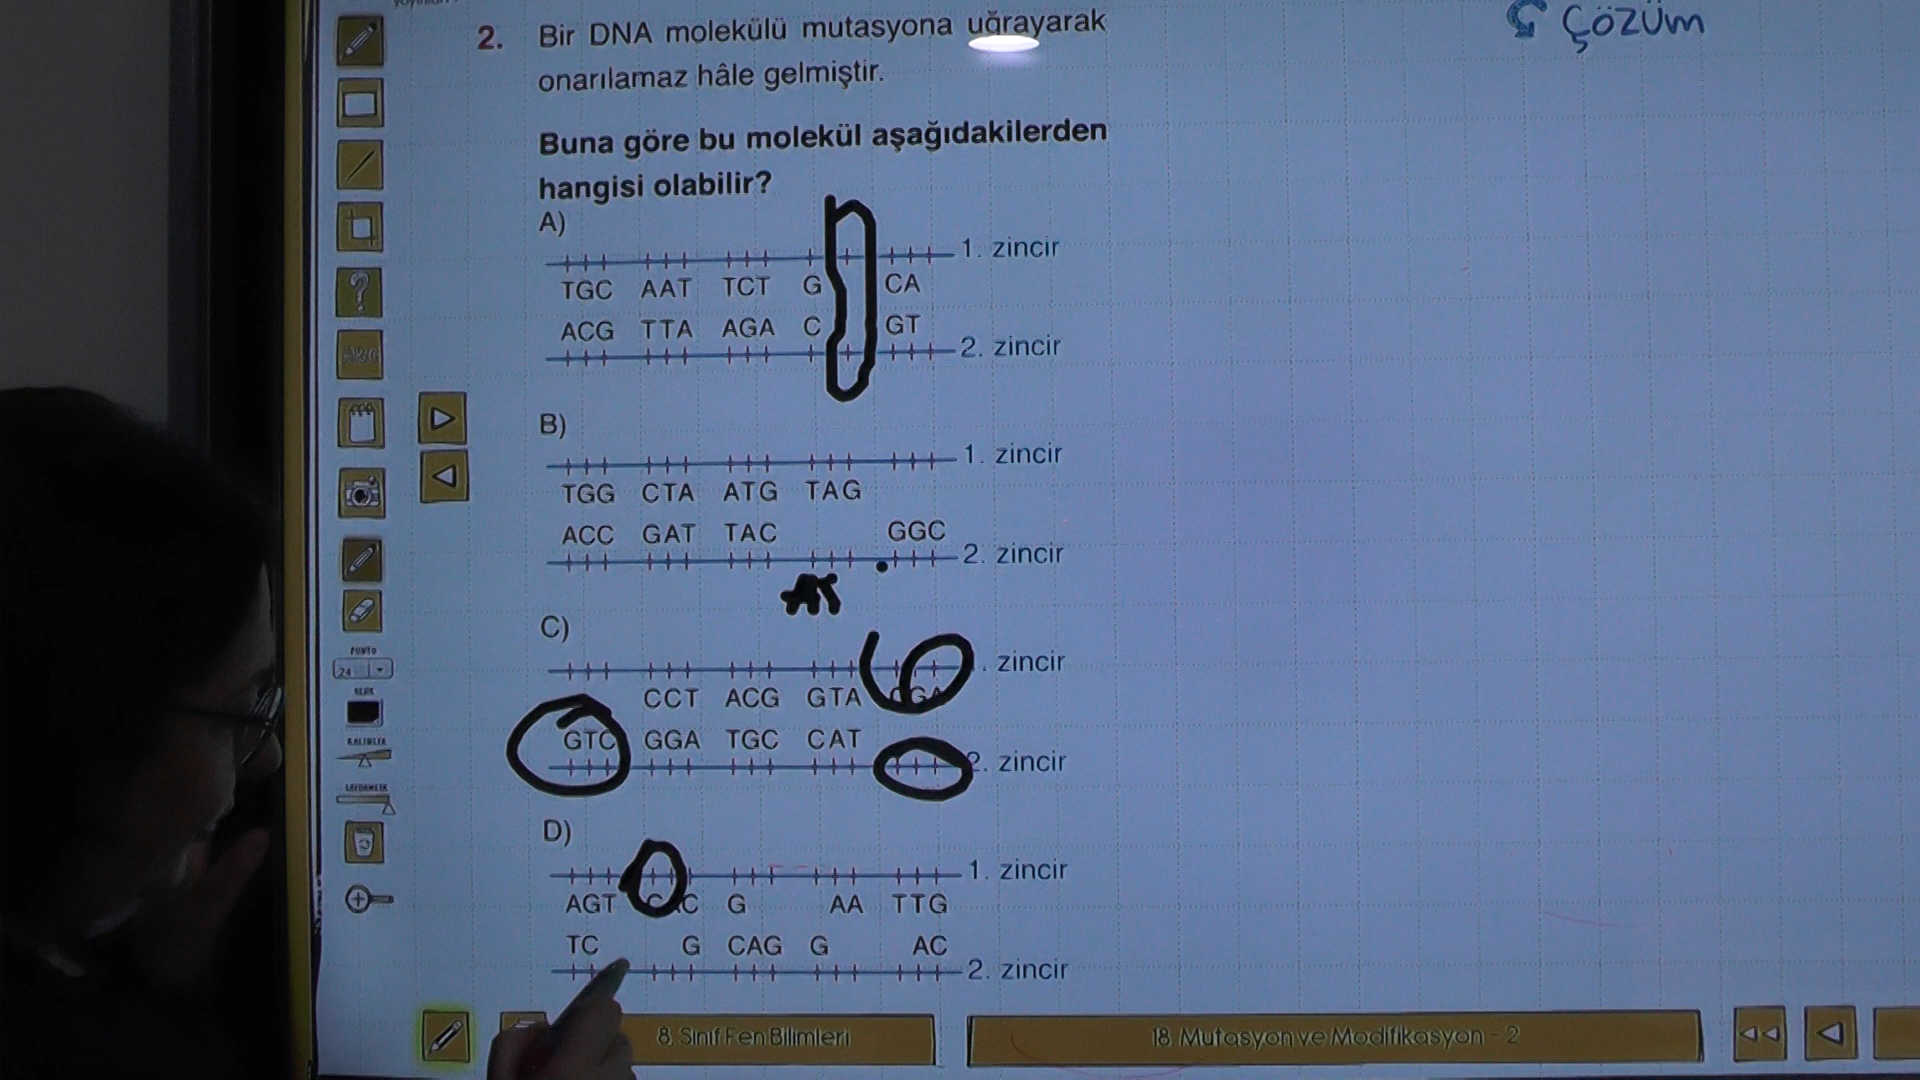 Çözüm
2. Bir DNA molekülü mutasyona uğrayarak
onarılamaz hâle gelmiştir.
Buna göre bu molekül aşağıdakilerden
hangisi olabilir?
A)
1. zincir
TGC AAT TCT G CA
ACG TTA AGA C GT
2. zincir
B)
1. zincir
TGG CTA ATG TAG
ACC GAT TAC GGC
2. zincir
C)
zincir
CCT ACG GTA CGA
GTC GGA TGC CAT
2. zincir
D)
1. zincir
AGT C G AA TTG
TC G CAG G AC
2. zincir
24
8. Sınıf Fen Bilimleri
18 Mutasyon ve Modifikasyon - 2